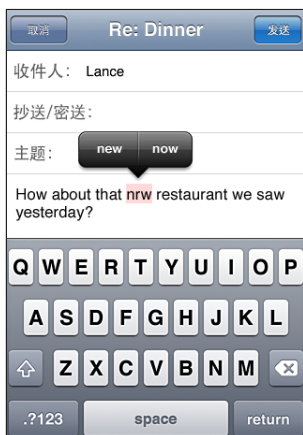 取消 Re: Dinner 发送
收件人： Lance
抄送/密送：
主题：
new now
How about that nrw restaurant we saw
yesterday?
Q W E R T Y U I O P
A S D F G H J K L
Z X C V B N M
.?123 space return